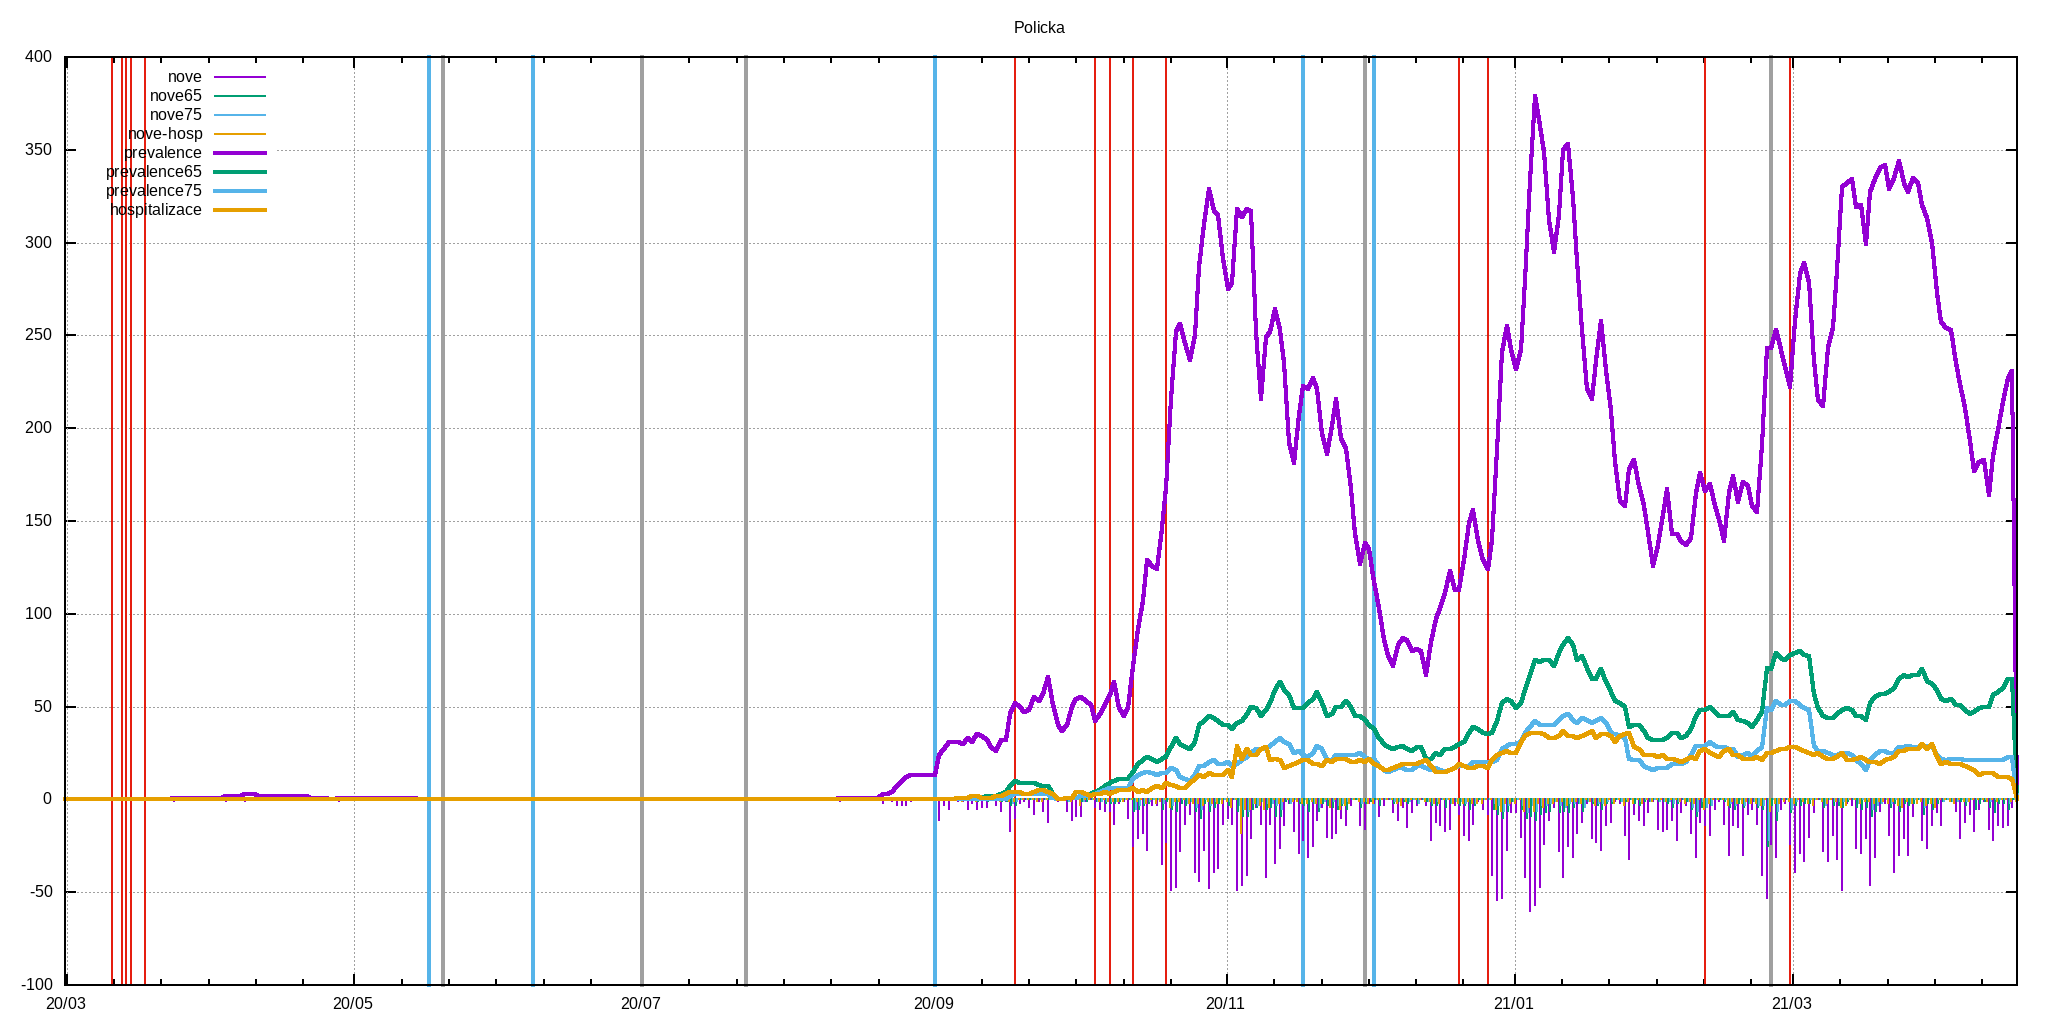 Policka
400
350
300
250
200
150
100
50
0
-50
-100
nove
nove65
nove75
nove-hosp
prevalence
prevalence65
prevalence75
hospitalizace
20/03 20/05 20/07 20/09 20/11 21/01 21/03